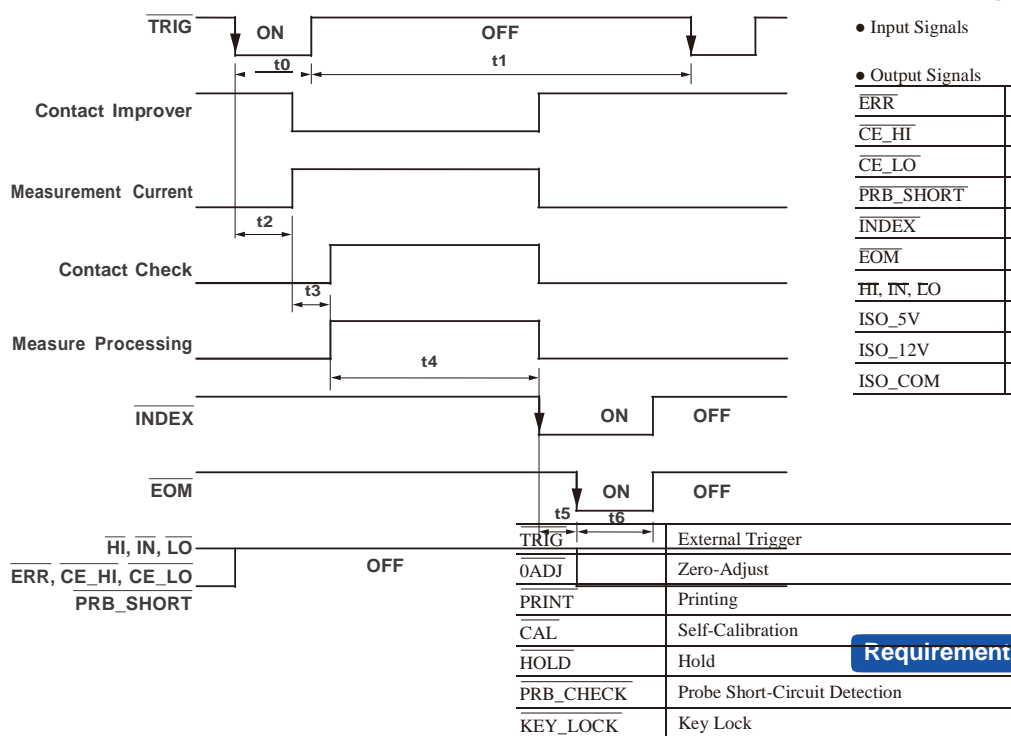 TRIG
ON
OFF
t0
t1
Contact Improver
Measurement Current
t2
Contact Check
t3
Measure Processing
t4
INDEX
ON
OFF
EOM
ON
OFF
t5
t6
HI, IN, LO
ERR, CE_HI, CE_LO
PRB_SHORT
OFF
● Input Signals
● Output Signals
ERR
CE_HI
CE_LO
PRB_SHORT
INDEX
EOM
HI, IN, LO
ISO_5V
ISO_12V
ISO_COM
TRIG External Trigger
0ADJ Zero-Adjust
PRINT Printing
CAL Self-Calibration
HOLD Hold
PRB_CHECK Probe Short-Circuit Detection
KEY_LOCK Key Lock
Requirement